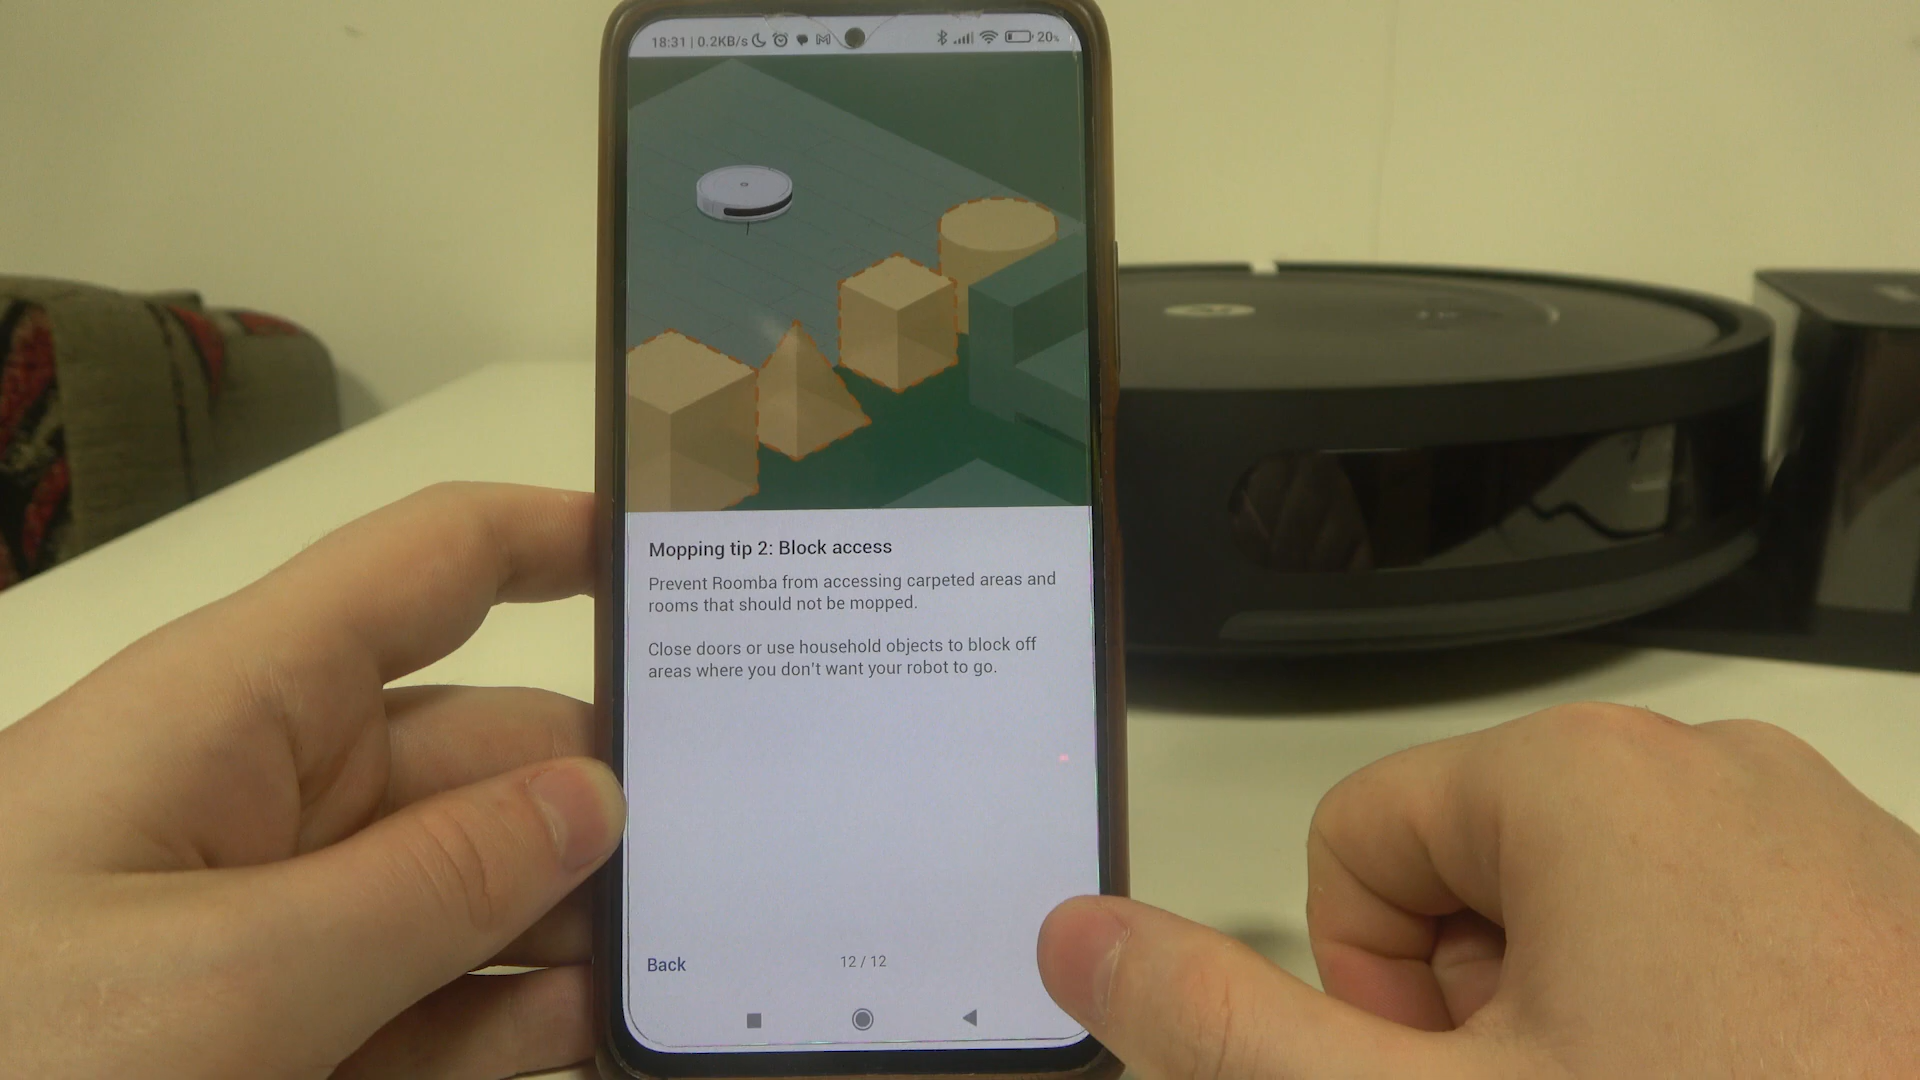 18:31 | 0.2KB/s 20%
Mopping tip 2: Block access
Prevent Roomba from accessing carpeted areas and
rooms that should not be mopped.
Close doors or use household objects to block off
areas where you don't want your robot to go.
Back 12 / 12